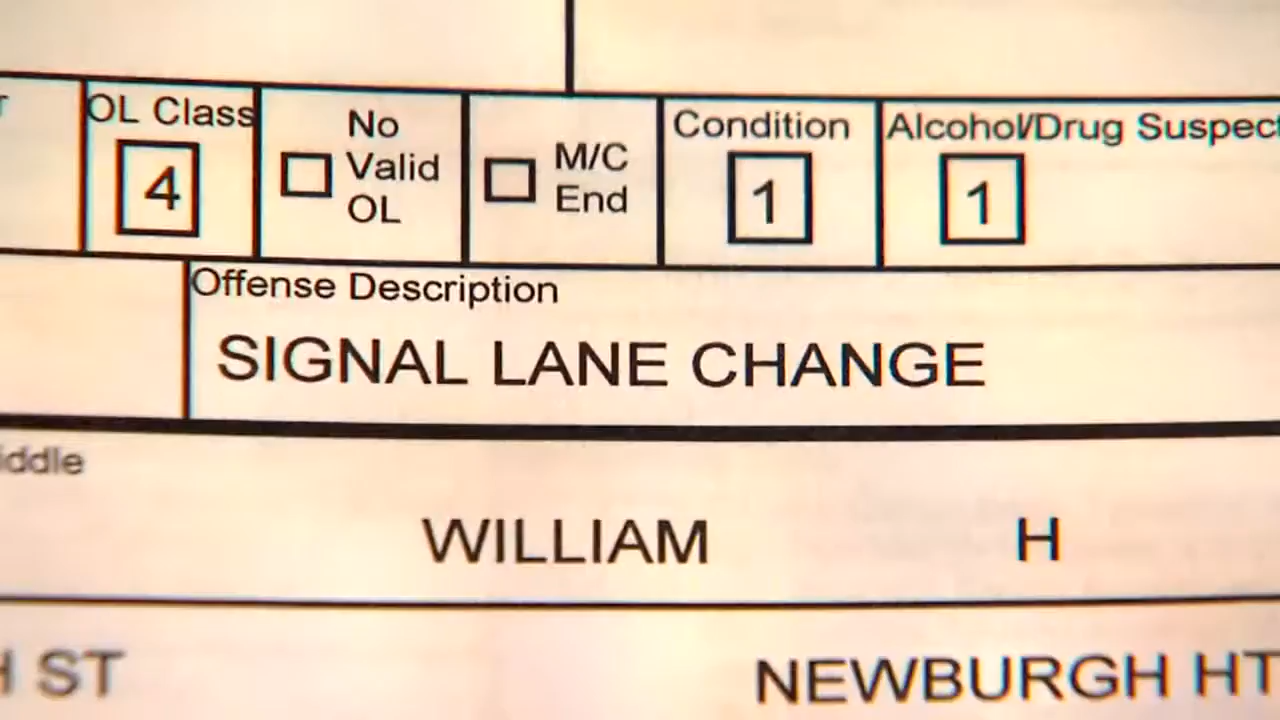 OL Class
4
No
Valid
OL
M/C
End
Condition
1
Alcohol/Drug Suspec
1
Offense Description
SIGNAL LANE CHANGE
iddle
WILLIAM H
H ST NEWBURGH HT